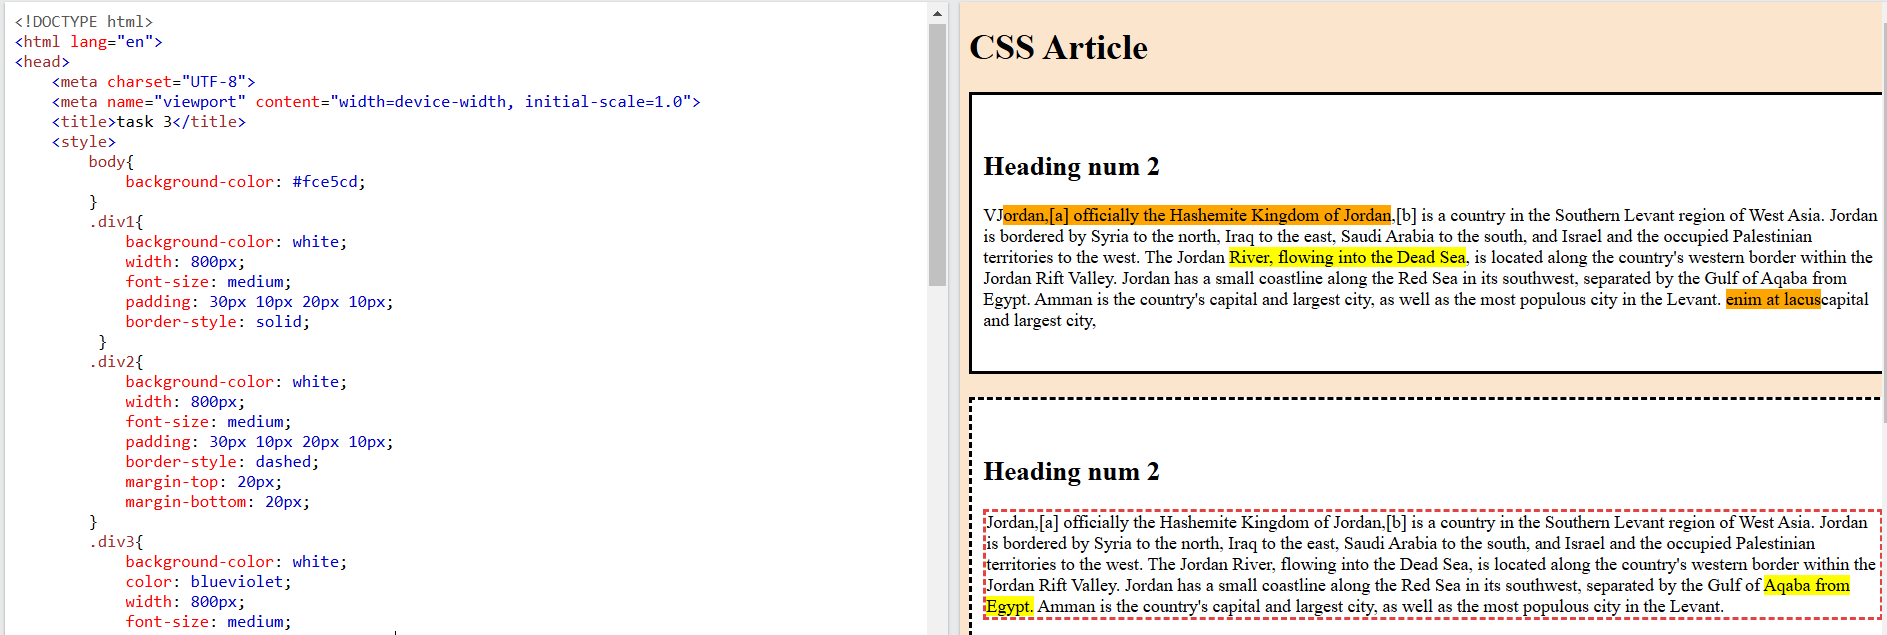 <!DOCTYPE html>
<html lang="en">
<head>
    <meta charset="UTF-8">
    <meta name="viewport" content="width=device-width, initial-scale=1.0">
    <title>task 3</title>
    <style>
        body{
            background-color: #fce5cd;
        }
        .div1{
            background-color: white;
            width: 800px;
            font-size: medium;
            padding: 30px 10px 20px 10px;
            border-style: solid;
         }
        .div2{
            background-color: white;
            width: 800px;
            font-size: medium;
            padding: 30px 10px 20px 10px;
            border-style: dashed;
            margin-top: 20px;
            margin-bottom: 20px;
        }
        .div3{
            background-color: white;
            color: blueviolet;
            width: 800px;
            font-size: medium;
CSS Article
Heading num 2
VJordan,[a] officially the Hashemite Kingdom of Jordan,[b] is a country in the Southern Levant region of West Asia. Jordan
is bordered by Syria to the north, Iraq to the east, Saudi Arabia to the south, and Israel and the occupied Palestinian
territories to the west. The Jordan River, flowing into the Dead Sea, is located along the country's western border within the
Jordan Rift Valley. Jordan has a small coastline along the Red Sea in its southwest, separated by the Gulf of Aqaba from
Egypt. Amman is the country's capital and largest city, as well as the most populous city in the Levant. enim at lacuscapital
and largest city,
Heading num 2
Jordan,[a] officially the Hashemite Kingdom of Jordan,[b] is a country in the Southern Levant region of West Asia. Jordan
is bordered by Syria to the north, Iraq to the east, Saudi Arabia to the south, and Israel and the occupied Palestinian
territories to the west. The Jordan River, flowing into the Dead Sea, is located along the country's western border within the
Jordan Rift Valley. Jordan has a small coastline along the Red Sea in its southwest, separated by the Gulf of Aqaba from
Egypt. Amman is the country's capital and largest city, as well as the most populous city in the Levant.